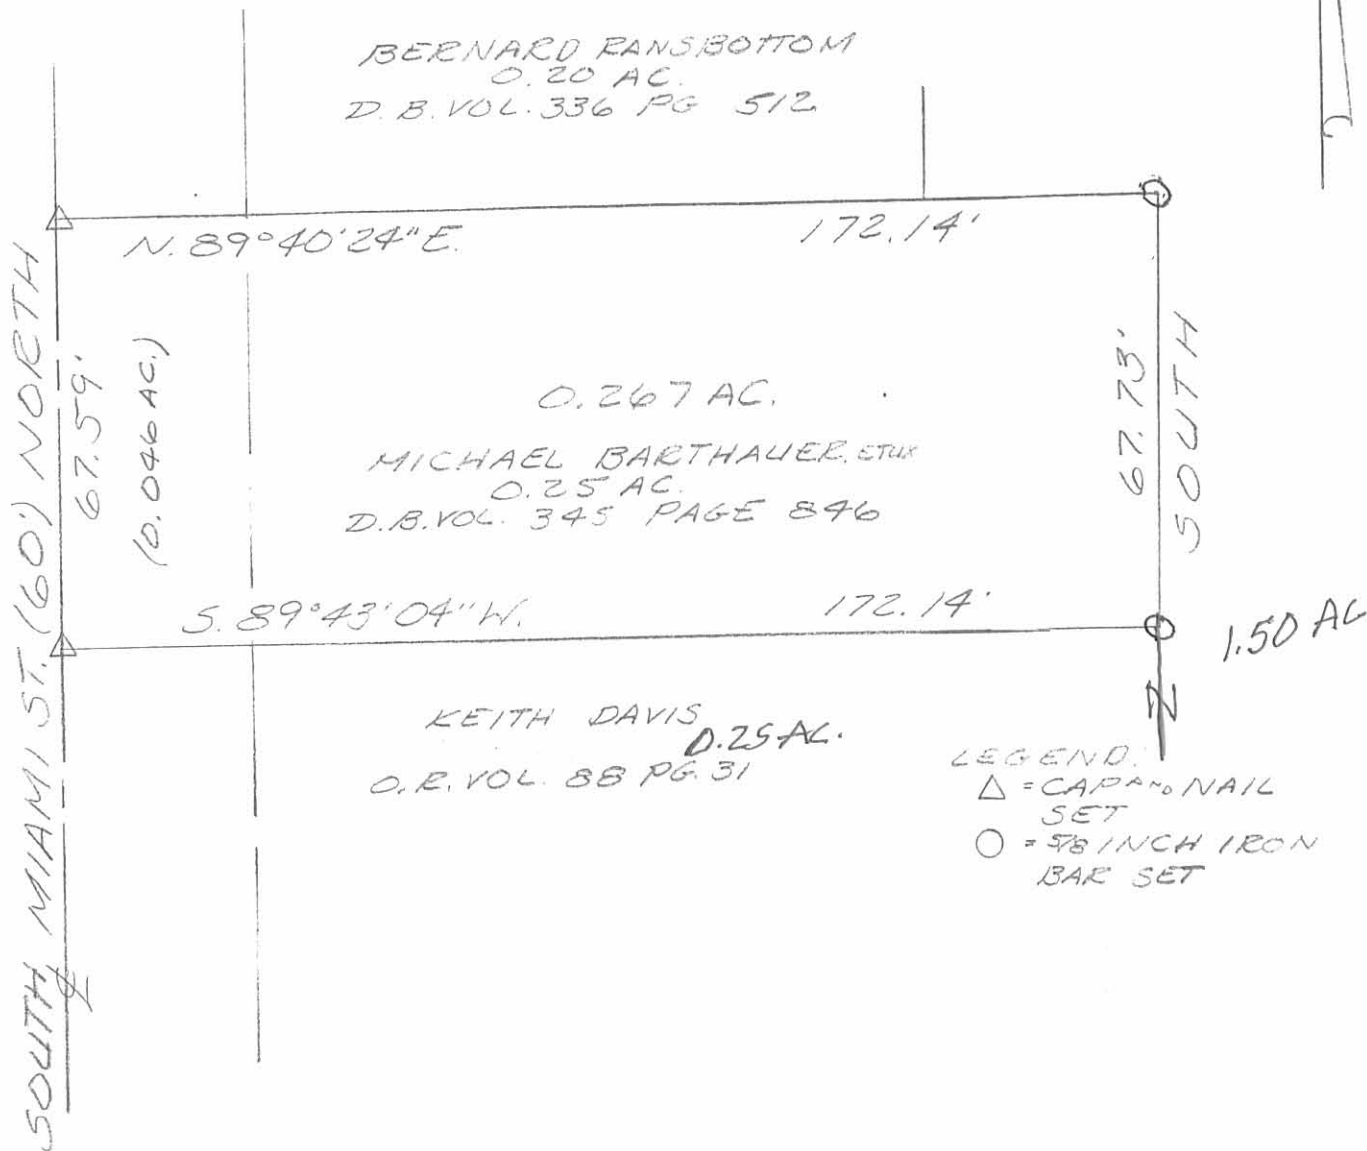 BERNARD RANSBOTTOM
0.20 AC.
D.B. VOL. 336 PG 512
N. 89°40'24" E.
172.14'
SOUTH MIAMI ST. (60') NORTH
67.59'
(0.046 AC.)
0.267 AC.
MICHAEL BARTHAUER, ETUX
0.25 AC.
D.B. VOL. 345 PAGE 846
67.73'
SOUTH
S. 89°43'04" W.
172.14'
1.50 AC
KEITH DAVIS
0.25 AC.
O.R. VOL. 88 PG. 31
LEGEND:
△ = CAP AND NAIL
SET
○ = 5/8 INCH IRON
BAR SET